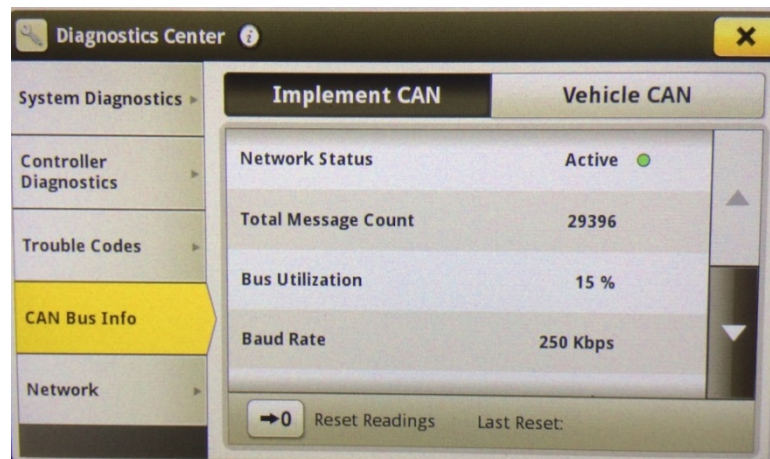 Diagnostics Center
System Diagnostics
Controller
Diagnostics
Trouble Codes
CAN Bus Info
Network
Implement CAN
Vehicle CAN
Network Status Active
Total Message Count 29396
Bus Utilization 15 %
Baud Rate 250 Kbps
→0 Reset Readings Last Reset: